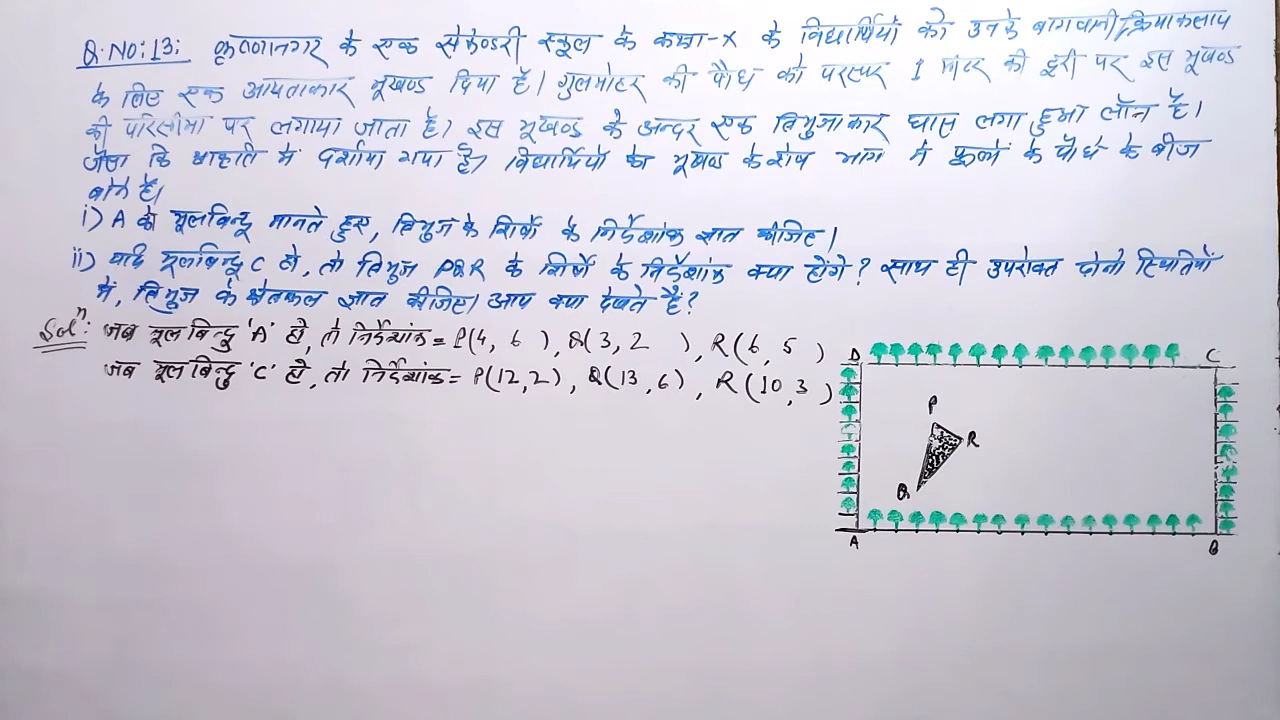 Q.No:13: कृष्णानगर के एक सेकेण्डरी स्कूल के कक्षा-X के विद्यार्थियों को उनके बागवानी क्रियाकलाप
के लिए एक आयताकार भूखण्ड दिया है। गुलमोहर की पौधे को परस्पर 1 मीटर की दूरी पर इस भूखण्ड
की परिसीमा पर लगाया जाता है। इस भूखण्ड के अन्दर एक त्रिभुजाकार घास लगा हुआ लॉन है।
जैसा कि आकृति में दर्शाया गया है। विद्यार्थियों को भूखण्ड के शेष भाग में फूलों के पौधे के बीज
बोने हैं।
i) A को मूलबिन्दु मानते हुए, त्रिभुज के शिर्षों के निर्देशांक ज्ञात कीजिए।
ii) यदि मूलबिन्दु C हो, तो त्रिभुज PQR के शिर्षों के निर्देशांक क्या होंगे? साथ ही उपरोक्त दोनो स्थितियों
में, त्रिभुज के क्षेत्रफल ज्ञात कीजिए। आप क्या देखते हैं?
Solⁿ: जब मूलबिन्दु 'A' हो, तो निर्देशांक = P(4, 6 ), Q(3, 2 ), R(6, 5 )
जब मूलबिन्दु 'C' हो, तो निर्देशांक = P(12,2), Q(13,6), R(10,3)
D C
P
R
Q
A B